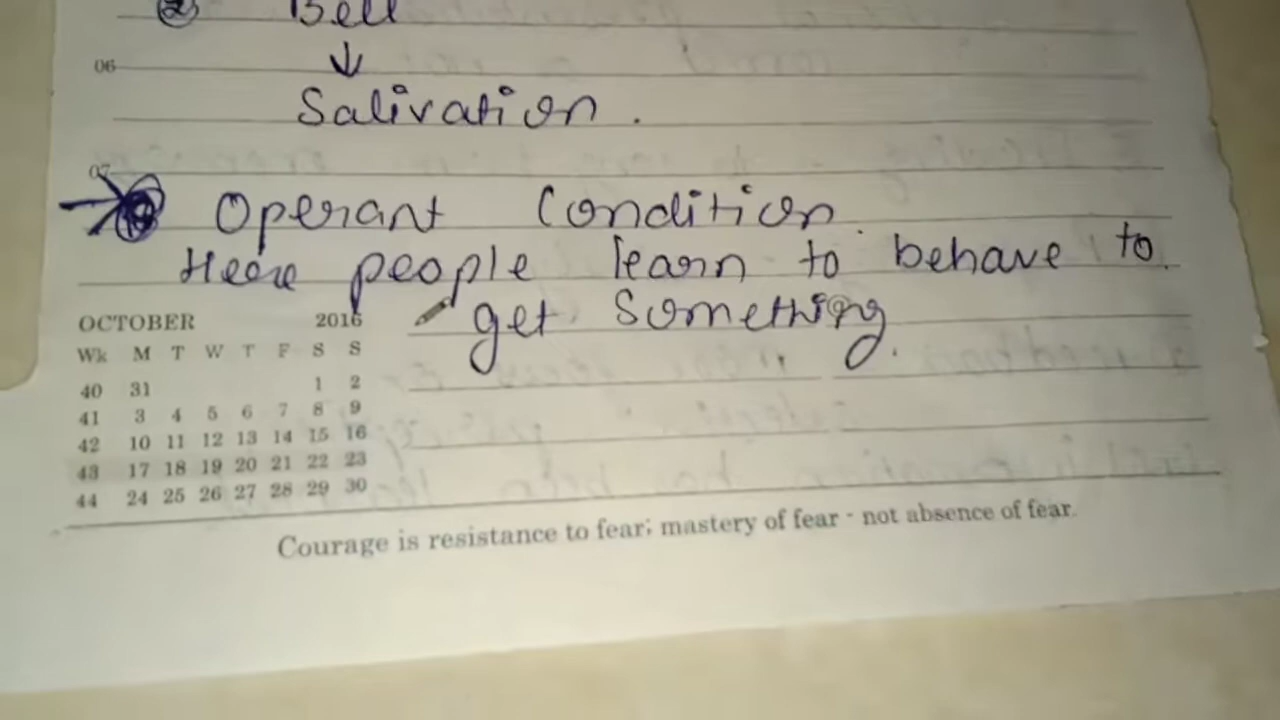 ② Bell
↓
06
Salivation.
07
→ Operant Condition.
Here people learn to behave to
get something.
OCTOBER 2016
Wk M T W T F S S
40 31 1 2
41 3 4 5 6 7 8 9
42 10 11 12 13 14 15 16
43 17 18 19 20 21 22 23
44 24 25 26 27 28 29 30
Courage is resistance to fear; mastery of fear - not absence of fear.